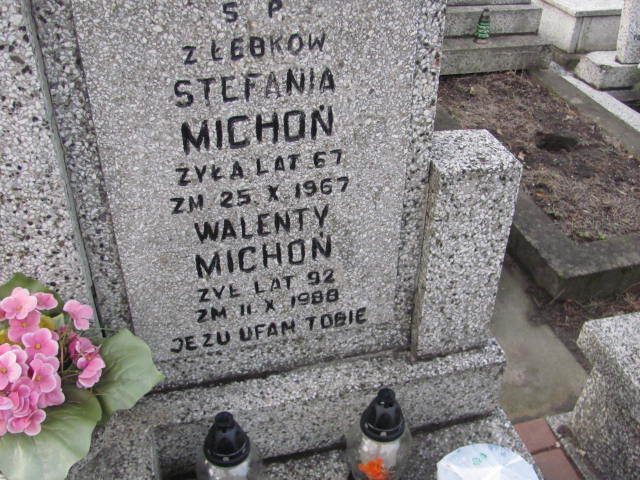 Ś P
Z ŁEBKÓW
STEFANIA
MICHOŃ
ŻYŁA LAT 67
ZM 25. X. 1967
WALENTY
MICHOŃ
ŻYŁ LAT 92
ZM 11. X 1988
JEZU UFAM TOBIE